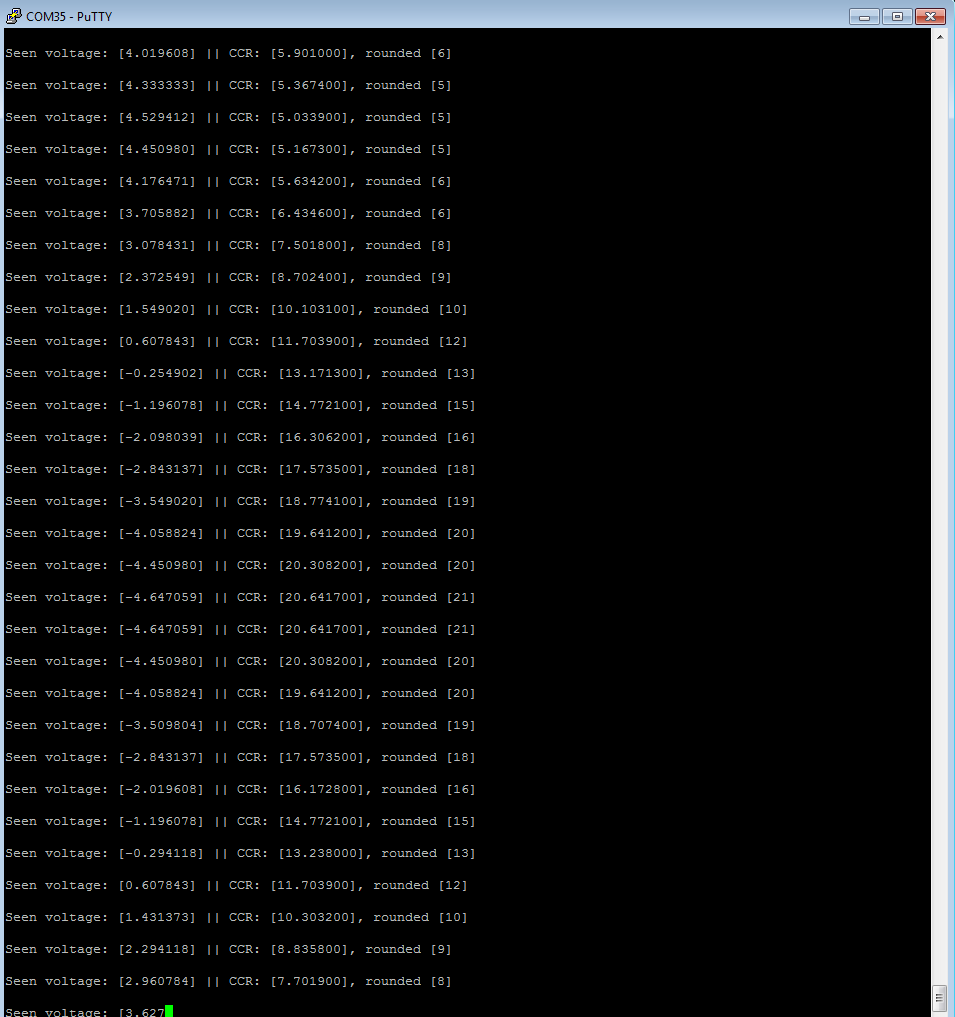 COM35 - PuTTY
Seen voltage: [4.019608] || CCR: [5.901000], rounded [6]
Seen voltage: [4.333333] || CCR: [5.367400], rounded [5]
Seen voltage: [4.529412] || CCR: [5.033900], rounded [5]
Seen voltage: [4.450980] || CCR: [5.167300], rounded [5]
Seen voltage: [4.176471] || CCR: [5.634200], rounded [6]
Seen voltage: [3.705882] || CCR: [6.434600], rounded [6]
Seen voltage: [3.078431] || CCR: [7.501800], rounded [8]
Seen voltage: [2.372549] || CCR: [8.702400], rounded [9]
Seen voltage: [1.549020] || CCR: [10.103100], rounded [10]
Seen voltage: [0.607843] || CCR: [11.703900], rounded [12]
Seen voltage: [-0.254902] || CCR: [13.171300], rounded [13]
Seen voltage: [-1.196078] || CCR: [14.772100], rounded [15]
Seen voltage: [-2.098039] || CCR: [16.306200], rounded [16]
Seen voltage: [-2.843137] || CCR: [17.573500], rounded [18]
Seen voltage: [-3.549020] || CCR: [18.774100], rounded [19]
Seen voltage: [-4.058824] || CCR: [19.641200], rounded [20]
Seen voltage: [-4.450980] || CCR: [20.308200], rounded [20]
Seen voltage: [-4.647059] || CCR: [20.641700], rounded [21]
Seen voltage: [-4.647059] || CCR: [20.641700], rounded [21]
Seen voltage: [-4.450980] || CCR: [20.308200], rounded [20]
Seen voltage: [-4.058824] || CCR: [19.641200], rounded [20]
Seen voltage: [-3.509804] || CCR: [18.707400], rounded [19]
Seen voltage: [-2.843137] || CCR: [17.573500], rounded [18]
Seen voltage: [-2.019608] || CCR: [16.172800], rounded [16]
Seen voltage: [-1.196078] || CCR: [14.772100], rounded [15]
Seen voltage: [-0.294118] || CCR: [13.238000], rounded [13]
Seen voltage: [0.607843] || CCR: [11.703900], rounded [12]
Seen voltage: [1.431373] || CCR: [10.303200], rounded [10]
Seen voltage: [2.294118] || CCR: [8.835800], rounded [9]
Seen voltage: [2.960784] || CCR: [7.701900], rounded [8]
Seen voltage: [3.627